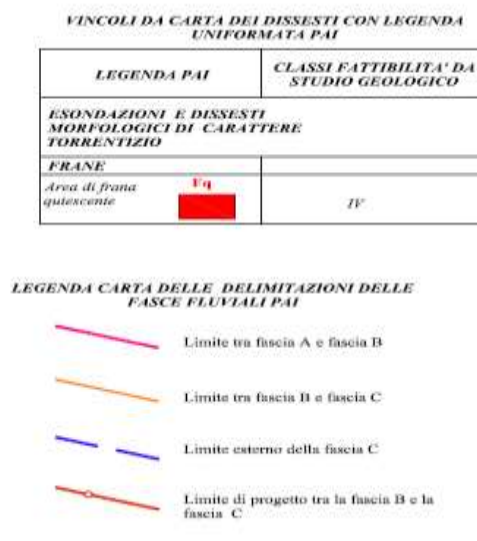 VINCOLI DA CARTA DEI DISSESTI CON LEGENDA
UNIFORMATA PAI
LEGENDA PAI
CLASSI FATTIBILITA' DA
STUDIO GEOLOGICO
ESONDAZIONI E DISSESTI
MORFOLOGICI DI CARATTERE
TORRENTIZIO
FRANE
Area di frana
quiescente
Fq
IV
LEGENDA CARTA DELLE DELIMITAZIONI DELLE
FASCE FLUVIALI PAI
Limite tra fascia A e fascia B
Limite tra fascia B e fascia C
Limite esterno della fascia C
Limite di progetto tra la fascia B e la
fascia C